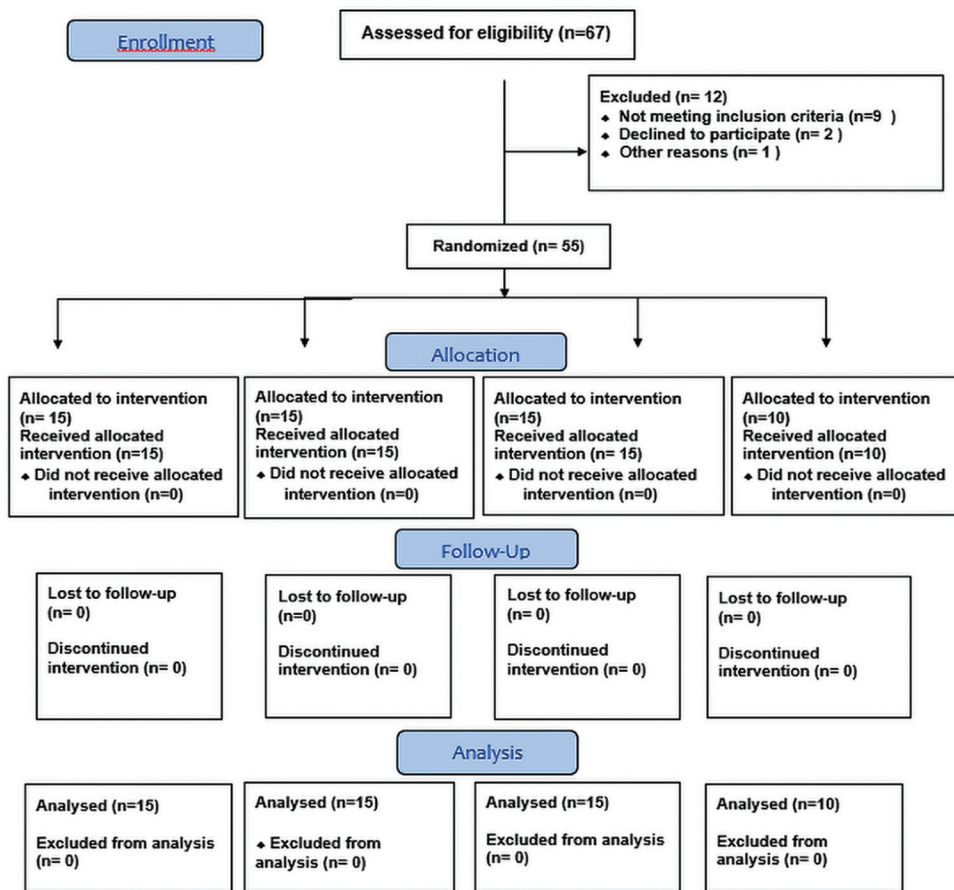 Enrollment
Assessed for eligibility (n=67)
Excluded (n= 12)
♦ Not meeting inclusion criteria (n=9 )
♦ Declined to participate (n= 2 )
♦ Other reasons (n= 1 )
Randomized (n= 55)
Allocation
Allocated to intervention
(n= 15)
Received allocated
intervention (n=15)
♦ Did not receive allocated
intervention (n=0)
Allocated to intervention
(n=15)
Received allocated
intervention (n=15)
♦ Did not receive allocated
intervention (n=0)
Allocated to intervention
(n=15)
Received allocated
intervention (n= 15)
♦ Did not receive allocated
intervention (n=0)
Allocated to intervention
(n=10)
Received allocated
intervention (n=10)
♦ Did not receive allocated
intervention (n=0)
Follow-Up
Lost to follow-up
(n= 0)
Discontinued
intervention (n= 0)
Lost to follow-up
(n=0)
Discontinued
intervention (n= 0)
Lost to follow-up
(n= 0)
Discontinued
intervention (n= 0)
Lost to follow-up
(n= 0)
Discontinued
intervention (n= 0)
Analysis
Analysed (n=15)
Excluded from analysis
(n= 0)
Analysed (n=15)
♦ Excluded from
analysis (n= 0)
Analysed (n=15)
Excluded from analysis
(n= 0)
Analysed (n=10)
Excluded from
analysis (n= 0)